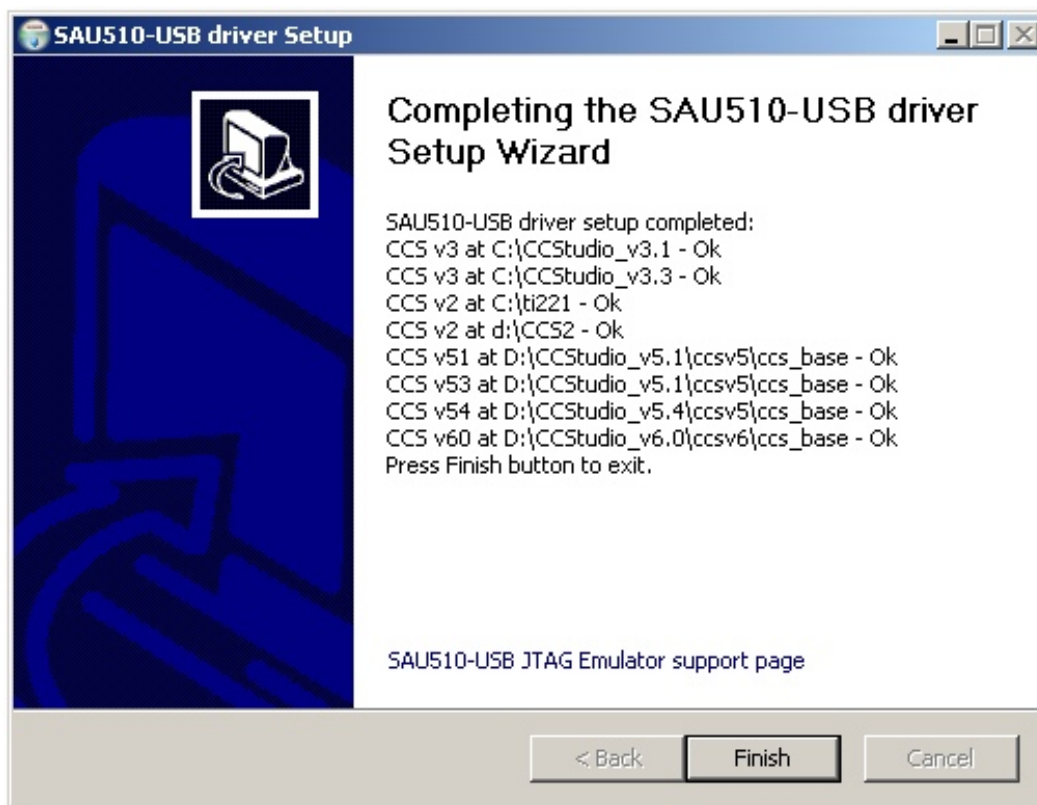 SAU510-USB driver Setup
Completing the SAU510-USB driver
Setup Wizard
SAU510-USB driver setup completed:
CCS v3 at C:\CCStudio_v3.1 - Ok
CCS v3 at C:\CCStudio_v3.3 - Ok
CCS v2 at C:\ti221 - Ok
CCS v2 at d:\CCS2 - Ok
CCS v51 at D:\CCStudio_v5.1\ccsv5\ccs_base - Ok
CCS v53 at D:\CCStudio_v5.1\ccsv5\ccs_base - Ok
CCS v54 at D:\CCStudio_v5.4\ccsv5\ccs_base - Ok
CCS v60 at D:\CCStudio_v6.0\ccsv6\ccs_base - Ok
Press Finish button to exit.
SAU510-USB JTAG Emulator support page
< Back Finish Cancel